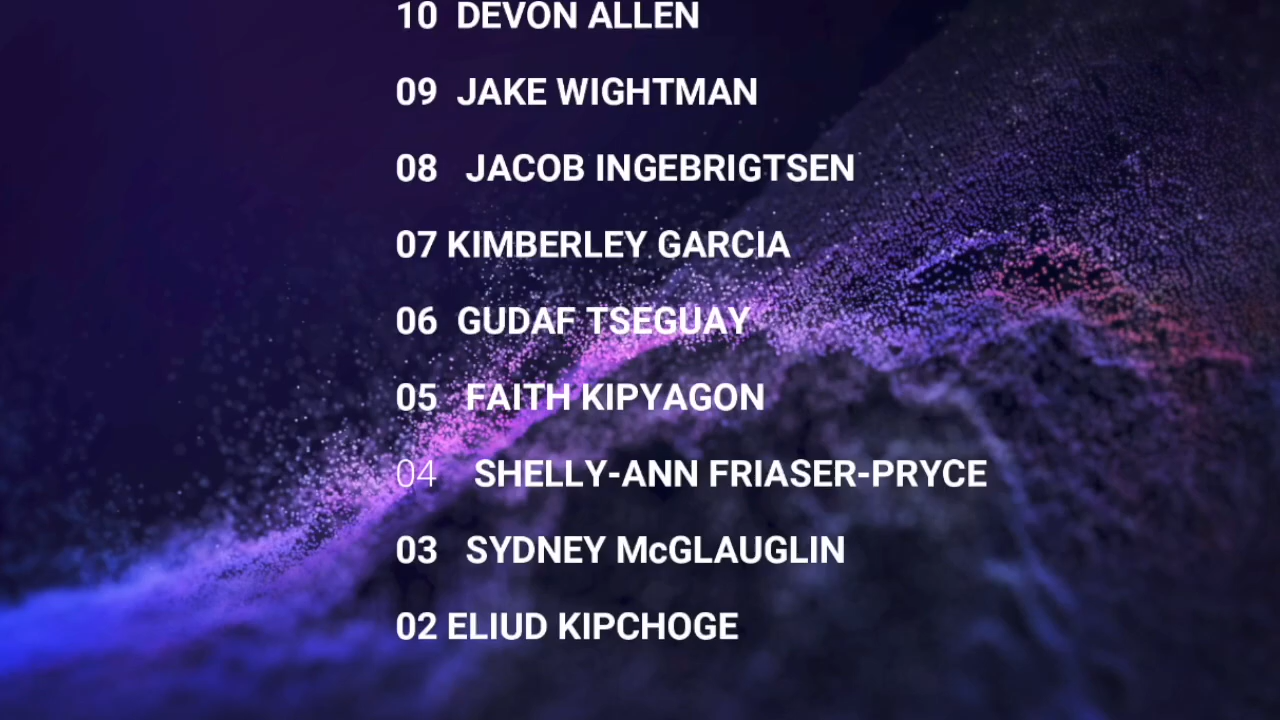 10 DEVON ALLEN
09 JAKE WIGHTMAN
08 JACOB INGEBRIGTSEN
07 KIMBERLEY GARCIA
06 GUDAF TSEGUAY
05 FAITH KIPYAGON
04 SHELLY-ANN FRIASER-PRYCE
03 SYDNEY McGLAUGLIN
02 ELIUD KIPCHOGE